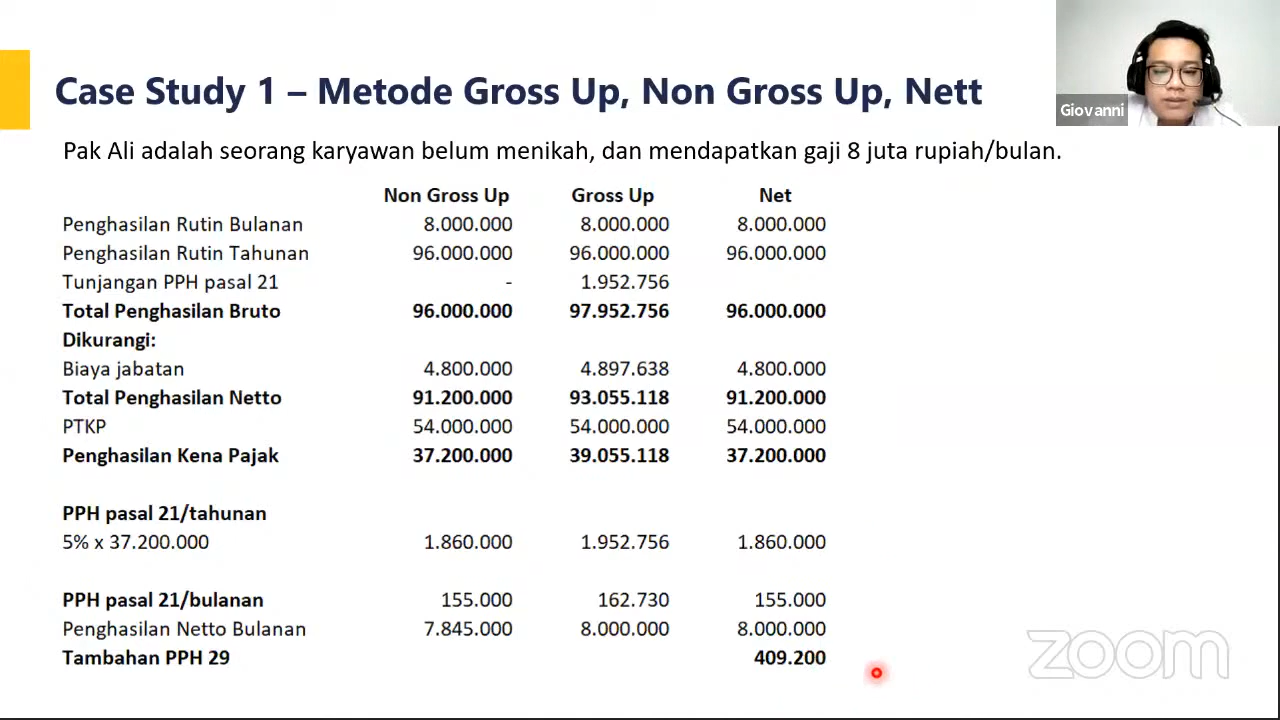 Case Study 1 – Metode Gross Up, Non Gross Up, Nett
Giovanni
Pak Ali adalah seorang karyawan belum menikah, dan mendapatkan gaji 8 juta rupiah/bulan.
Non Gross Up Gross Up Net
Penghasilan Rutin Bulanan 8.000.000 8.000.000 8.000.000
Penghasilan Rutin Tahunan 96.000.000 96.000.000 96.000.000
Tunjangan PPH pasal 21 - 1.952.756
Total Penghasilan Bruto 96.000.000 97.952.756 96.000.000
Dikurangi:
Biaya jabatan 4.800.000 4.897.638 4.800.000
Total Penghasilan Netto 91.200.000 93.055.118 91.200.000
PTKP 54.000.000 54.000.000 54.000.000
Penghasilan Kena Pajak 37.200.000 39.055.118 37.200.000
PPH pasal 21/tahunan
5% x 37.200.000 1.860.000 1.952.756 1.860.000
PPH pasal 21/bulanan 155.000 162.730 155.000
Penghasilan Netto Bulanan 7.845.000 8.000.000 8.000.000
Tambahan PPH 29 409.200
zoom